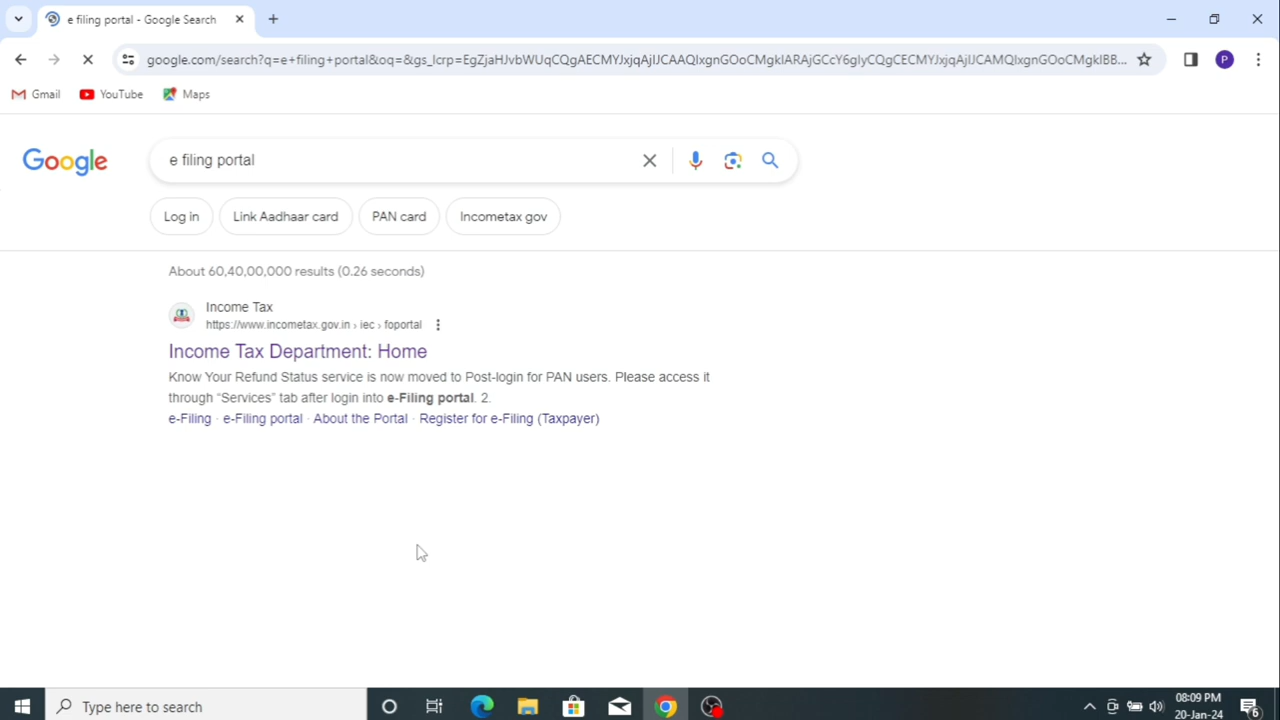 e filing portal - Google Search
google.com/search?q=e+filing+portal&oq=&gs_lcrp=EgZjaHJvbWUqCQgAECMYJxjqAjIJCAAQIxgnGOoCMgkIARAjGCcY6gIyCQgCECMYJxjqAjIJCAMQIxgnGOoCMgkIBB...
P
Gmail
YouTube
Maps
Google
e filing portal
Log in
Link Aadhaar card
PAN card
Incometax gov
About 60,40,00,000 results (0.26 seconds)
Income Tax
https://www.incometax.gov.in › iec › foportal
Income Tax Department: Home
Know Your Refund Status service is now moved to Post-login for PAN users. Please access it
through “Services” tab after login into e-Filing portal. 2.
e-Filing · e-Filing portal · About the Portal · Register for e-Filing (Taxpayer)
Type here to search
08:09 PM
20-Jan-24
6